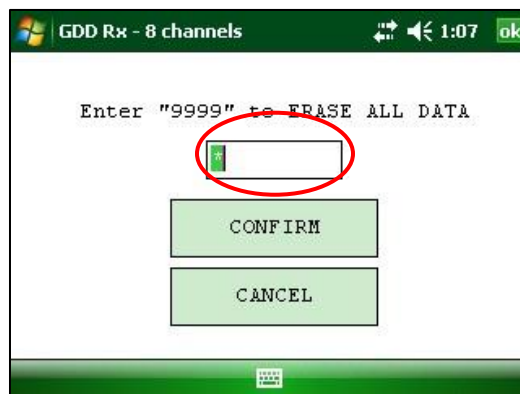 GDD Rx - 8 channels 1:07 ok
Enter "9999" to ERASE ALL DATA
*
CONFIRM
CANCEL